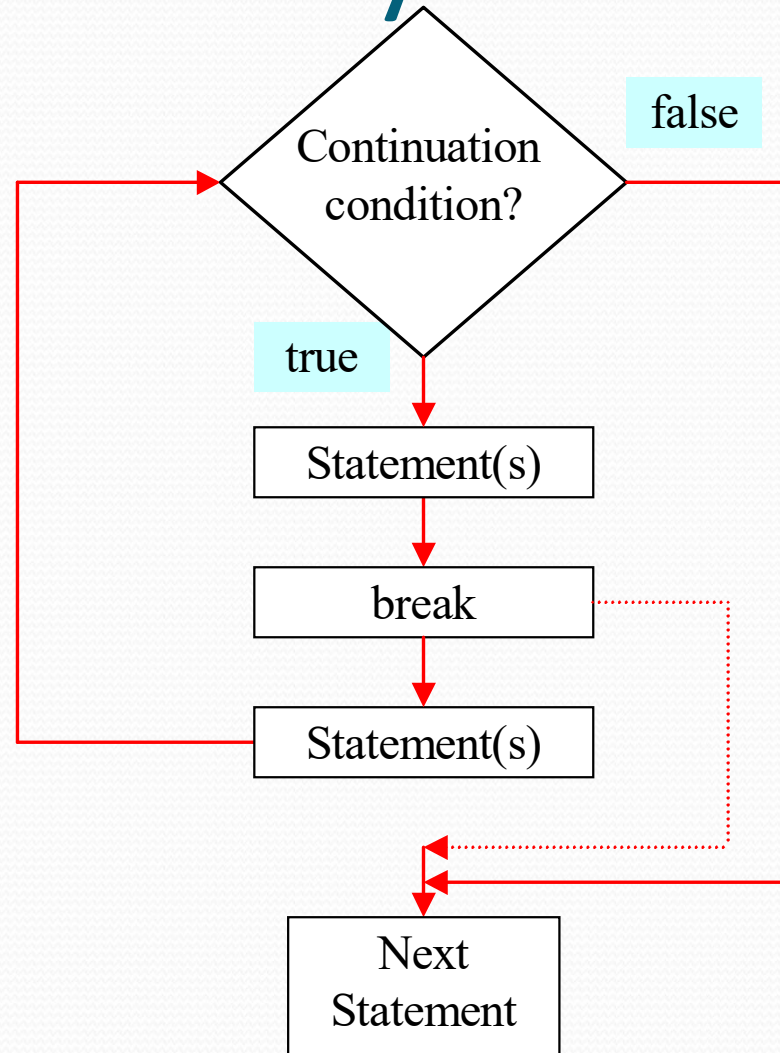 false
Continuation
condition?
true
Statement(s)
break
Statement(s)
Next
Statement